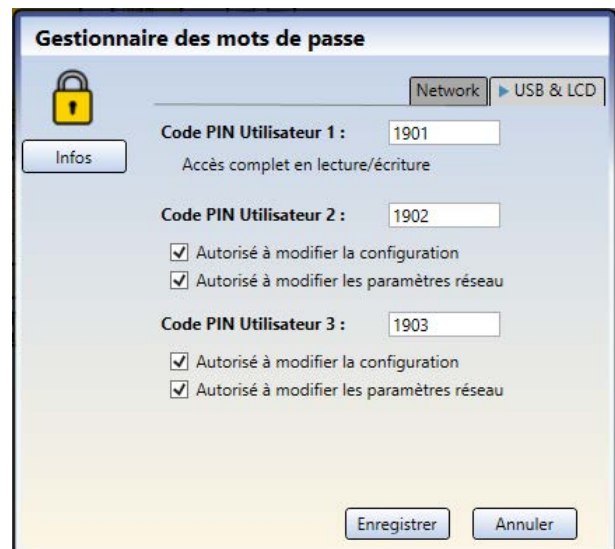 Gestionnaire des mots de passe
Network USB & LCD
Code PIN Utilisateur 1 : 1901
Infos
Accès complet en lecture/écriture
Code PIN Utilisateur 2 : 1902
Autorisé à modifier la configuration
Autorisé à modifier les paramètres réseau
Code PIN Utilisateur 3 : 1903
Autorisé à modifier la configuration
Autorisé à modifier les paramètres réseau
Enregistrer Annuler